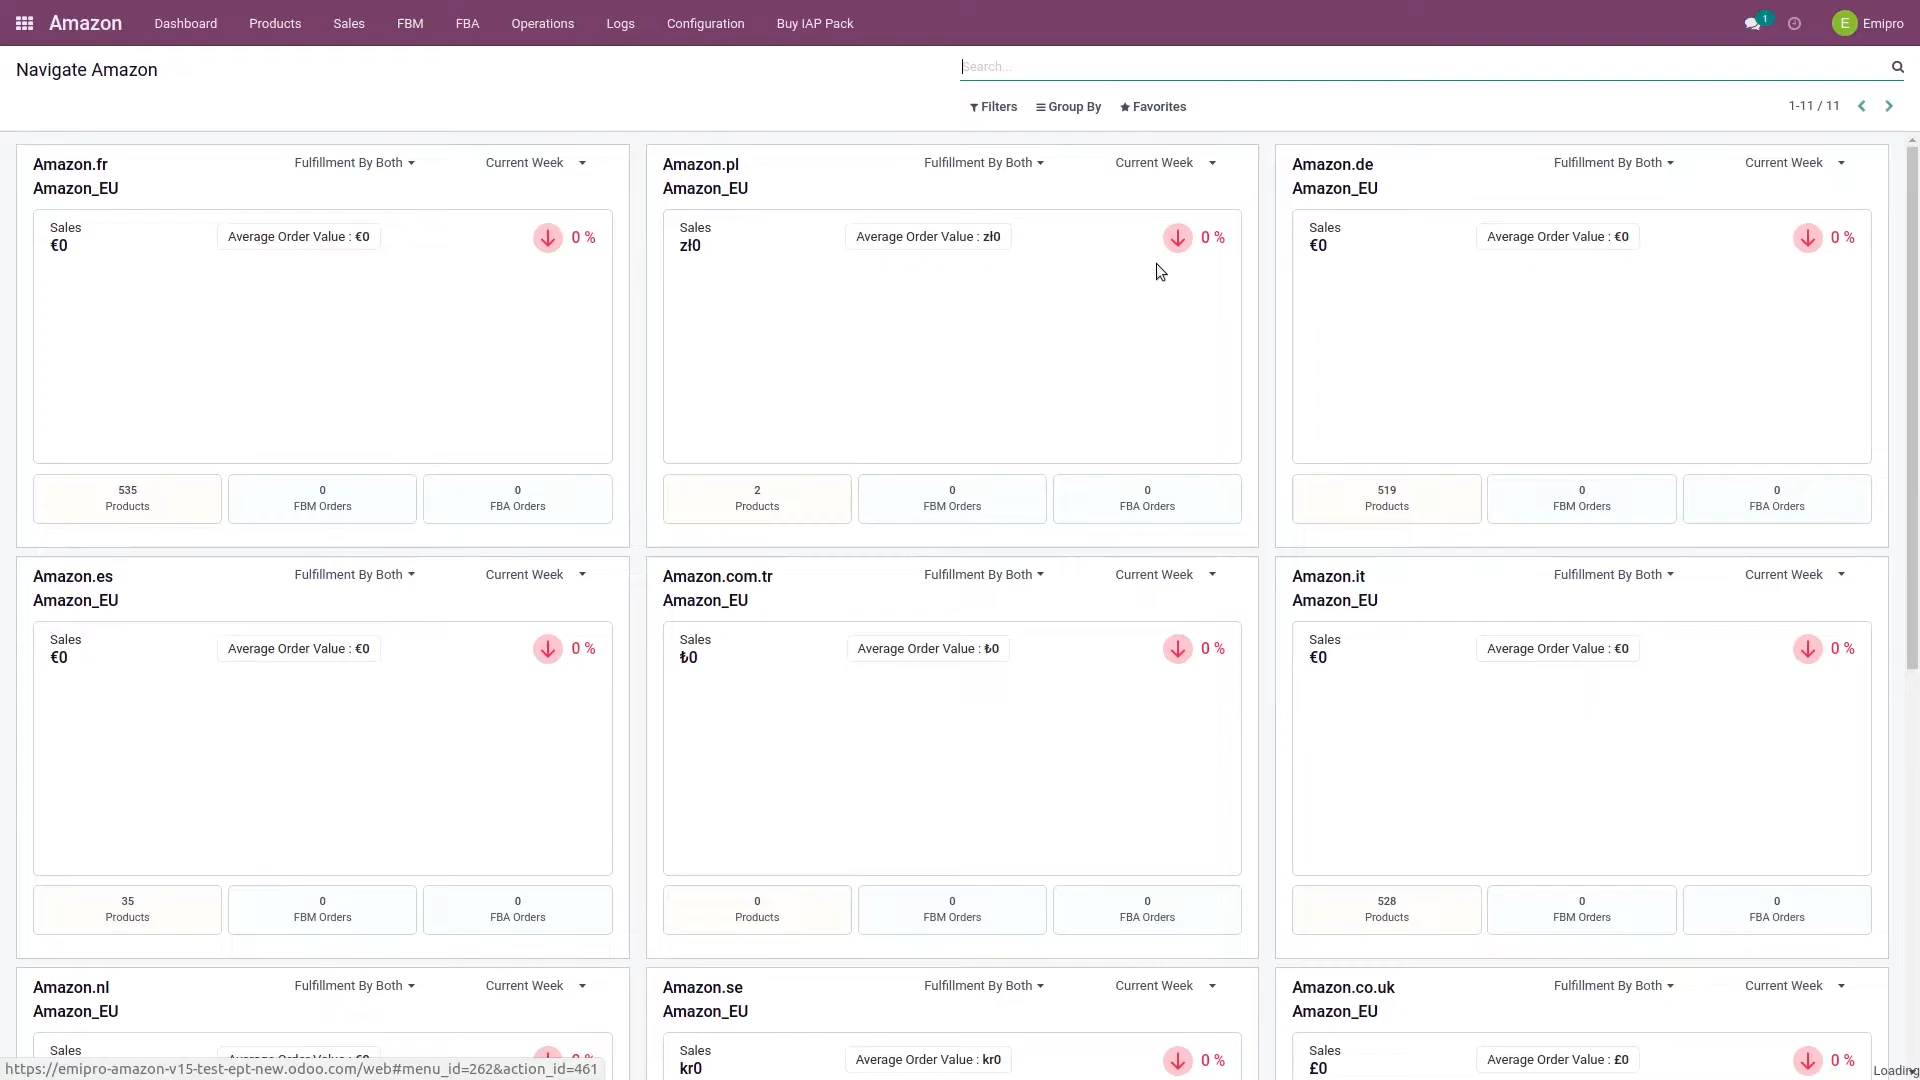 Amazon Dashboard Products Sales FBM FBA Operations Logs Configuration Buy IAP Pack 1 E Emipro
Navigate Amazon Search...
Filters Group By Favorites 1-11 / 11
Amazon.fr Fulfillment By Both Current Week
Amazon_EU
Sales
€0
Average Order Value : €0
0 %
535
Products
0
FBM Orders
0
FBA Orders
Amazon.pl Fulfillment By Both Current Week
Amazon_EU
Sales
zł0
Average Order Value : zł0
0 %
2
Products
0
FBM Orders
0
FBA Orders
Amazon.de Fulfillment By Both Current Week
Amazon_EU
Sales
€0
Average Order Value : €0
0 %
519
Products
0
FBM Orders
0
FBA Orders
Amazon.es Fulfillment By Both Current Week
Amazon_EU
Sales
€0
Average Order Value : €0
0 %
35
Products
0
FBM Orders
0
FBA Orders
Amazon.com.tr Fulfillment By Both Current Week
Amazon_EU
Sales
₺0
Average Order Value : ₺0
0 %
0
Products
0
FBM Orders
0
FBA Orders
Amazon.it Fulfillment By Both Current Week
Amazon_EU
Sales
€0
Average Order Value : €0
0 %
528
Products
0
FBM Orders
0
FBA Orders
Amazon.nl Fulfillment By Both Current Week
Amazon_EU
Sales
Amazon.se Fulfillment By Both Current Week
Amazon_EU
Sales
kr0
Average Order Value : kr0
0 %
Amazon.co.uk Fulfillment By Both Current Week
Amazon_EU
Sales
£0
Average Order Value : £0
0 %
https://emipro-amazon-v15-test-ept-new.odoo.com/web#menu_id=262&action_id=461
Loading